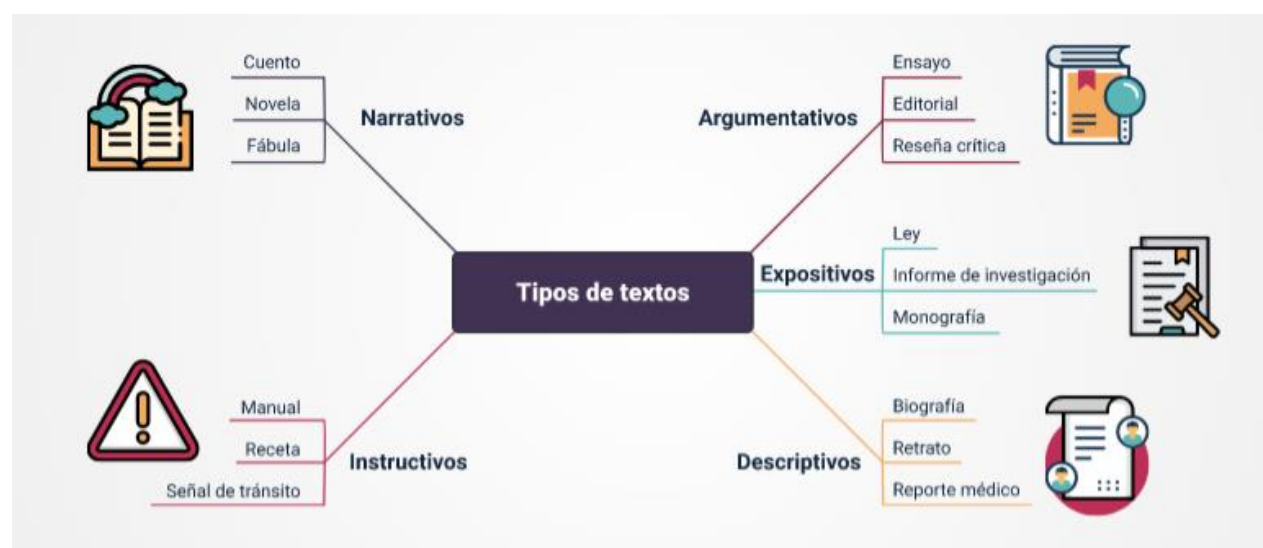 Cuento
Novela
Fábula
Narrativos
Argumentativos
Ensayo
Editorial
Reseña crítica
Tipos de textos
Expositivos
Ley
Informe de investigación
Monografía
Manual
Receta
Señal de tránsito
Instructivos
Descriptivos
Biografía
Retrato
Reporte médico